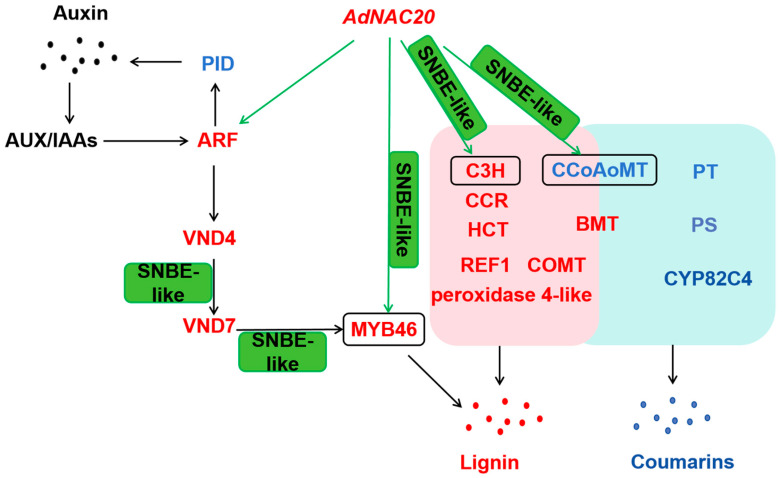 Auxin
AdNAC20
PID
SNBE-like
SNBE-like
AUX/IAAs
ARF
C3H
CCoAoMT
PT
CCR
SNBE-like
HCT
BMT
PS
VND4
REF1
COMT
CYP82C4
SNBE-
like
peroxidase 4-like
VND7
MYB46
SNBE-
like
Lignin
Coumarins